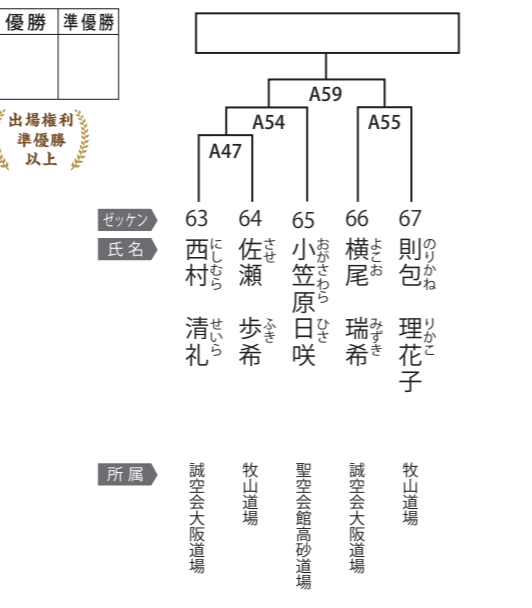 優勝 準優勝
出場権利
準優勝
以上
A59
A54 A55
A47
ゼッケン 63 64 65 66 67
氏名
西村 清礼
にしむら せいら
佐瀬 歩希
させ ふき
小笠原 日咲
おがさわら ひさ
横尾 瑞希
よこお みずき
則包 理花子
のりかね りかこ
所属
誠空会大阪道場
牧山道場
聖空会館高砂道場
誠空会大阪道場
牧山道場